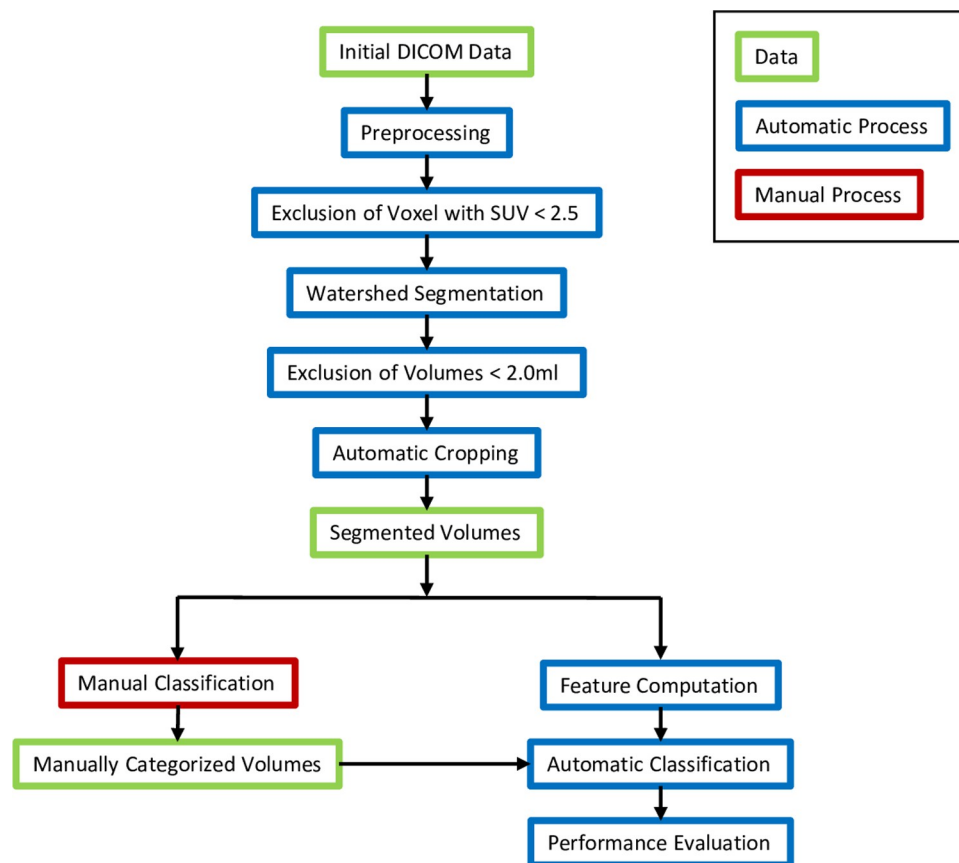 Initial DICOM Data
Preprocessing
Exclusion of Voxel with SUV < 2.5
Watershed Segmentation
Exclusion of Volumes < 2.0ml
Automatic Cropping
Segmented Volumes
Manual Classification
Manually Categorized Volumes
Feature Computation
Automatic Classification
Performance Evaluation
Data
Automatic Process
Manual Process